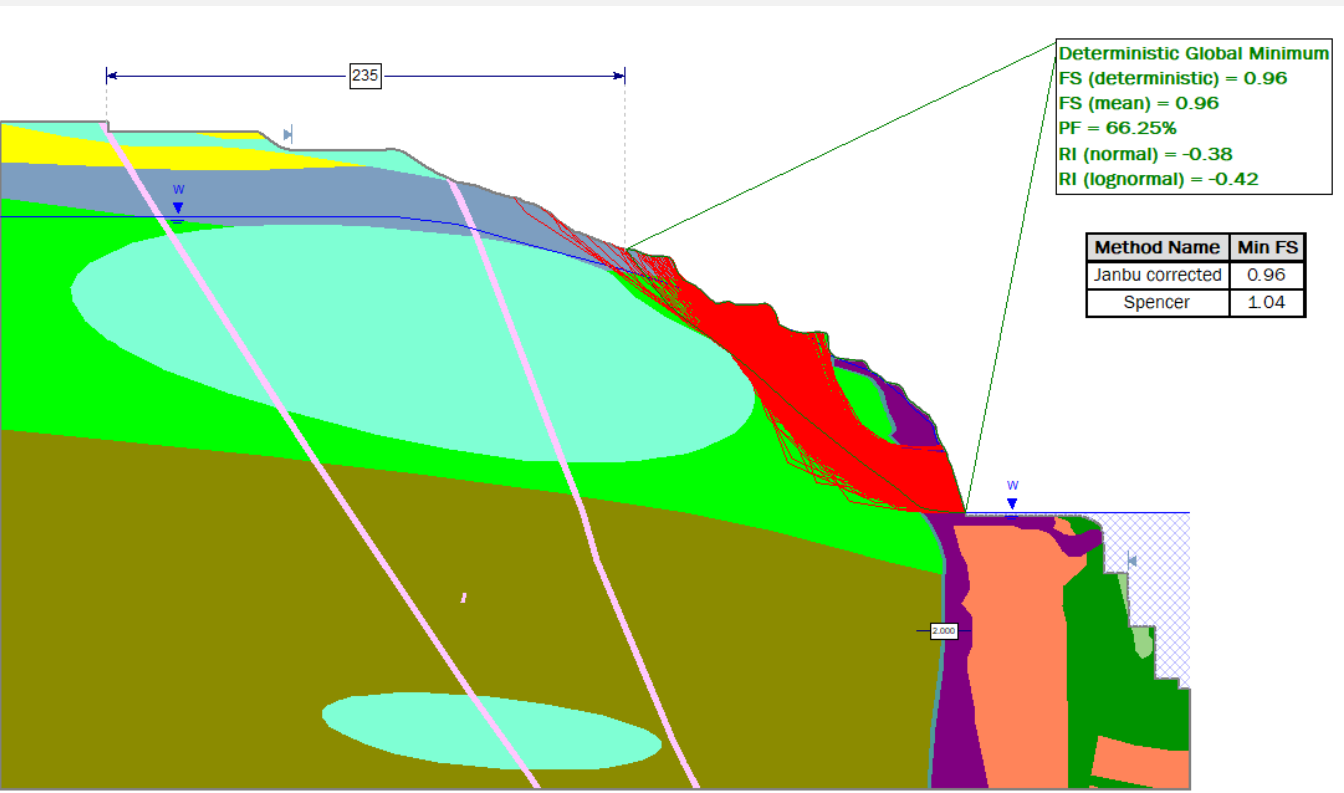 235
Deterministic Global Minimum
FS (deterministic) = 0.96
FS (mean) = 0.96
PF = 66.25%
RI (normal) = -0.38
RI (lognormal) = -0.42
W
Method Name Min FS
Janbu corrected 0.96
Spencer 1.04
W
2.000